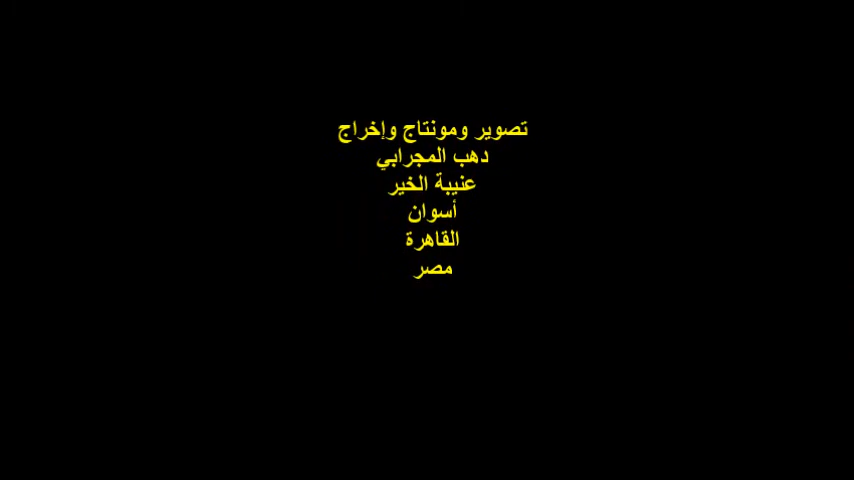 تصوير ومونتاج وإخراج
دهب المجرابي
عنيبة الخير
أسوان
القاهرة
مصر